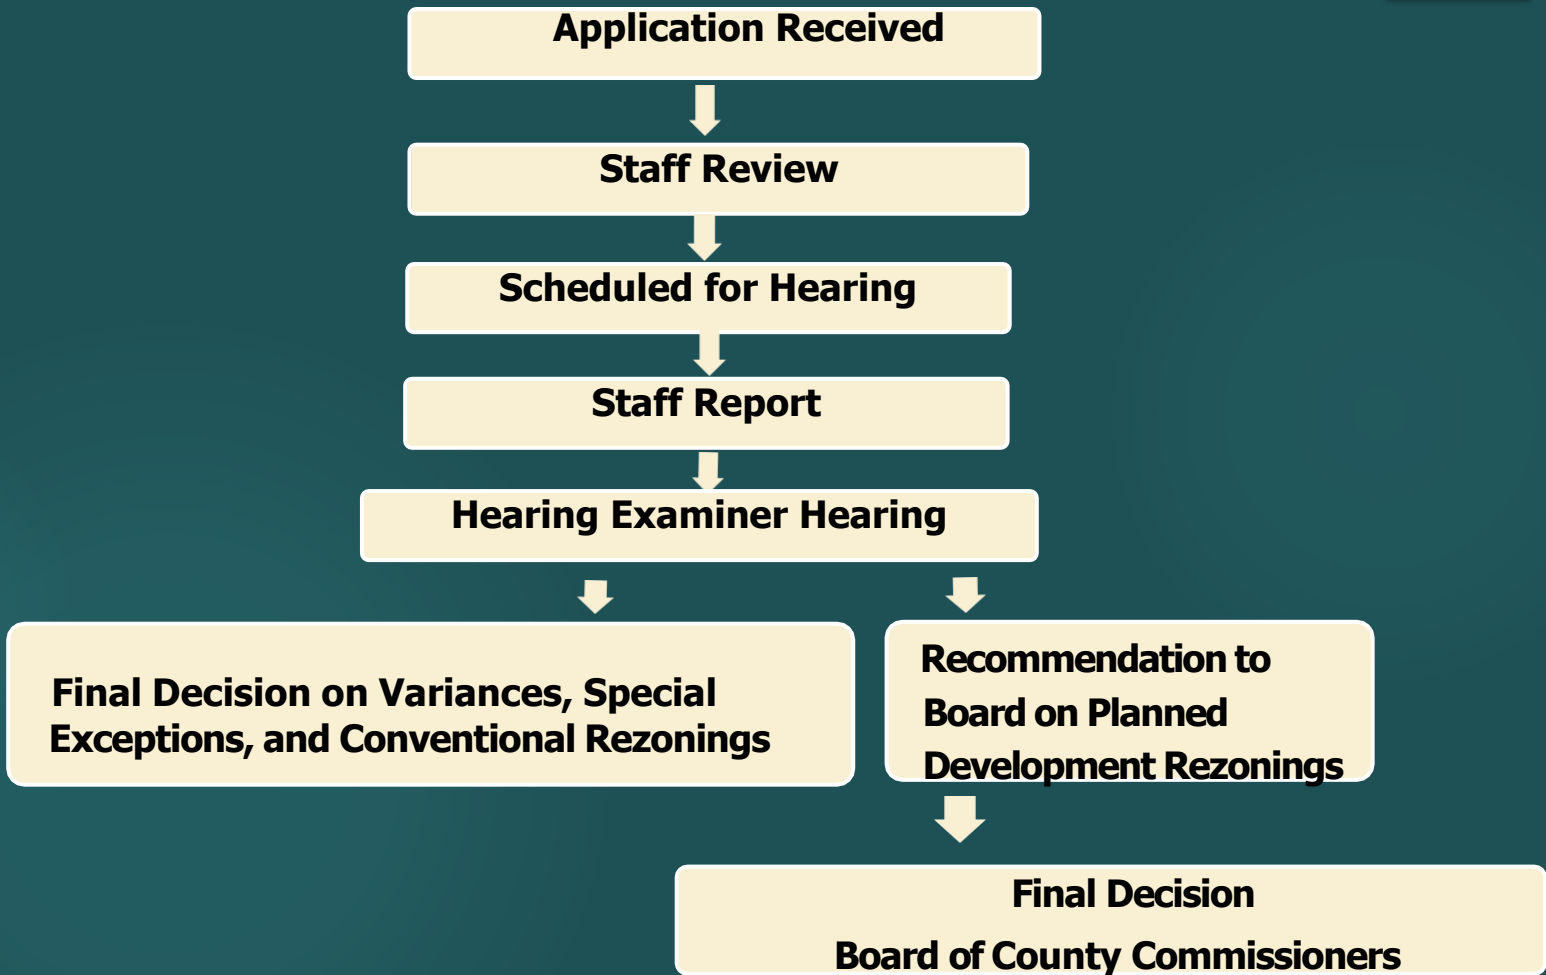 Application Received
Staff Review
Scheduled for Hearing
Staff Report
Hearing Examiner Hearing
Final Decision on Variances, Special
Exceptions, and Conventional Rezonings
Recommendation to
Board on Planned
Development Rezonings
Final Decision
Board of County Commissioners